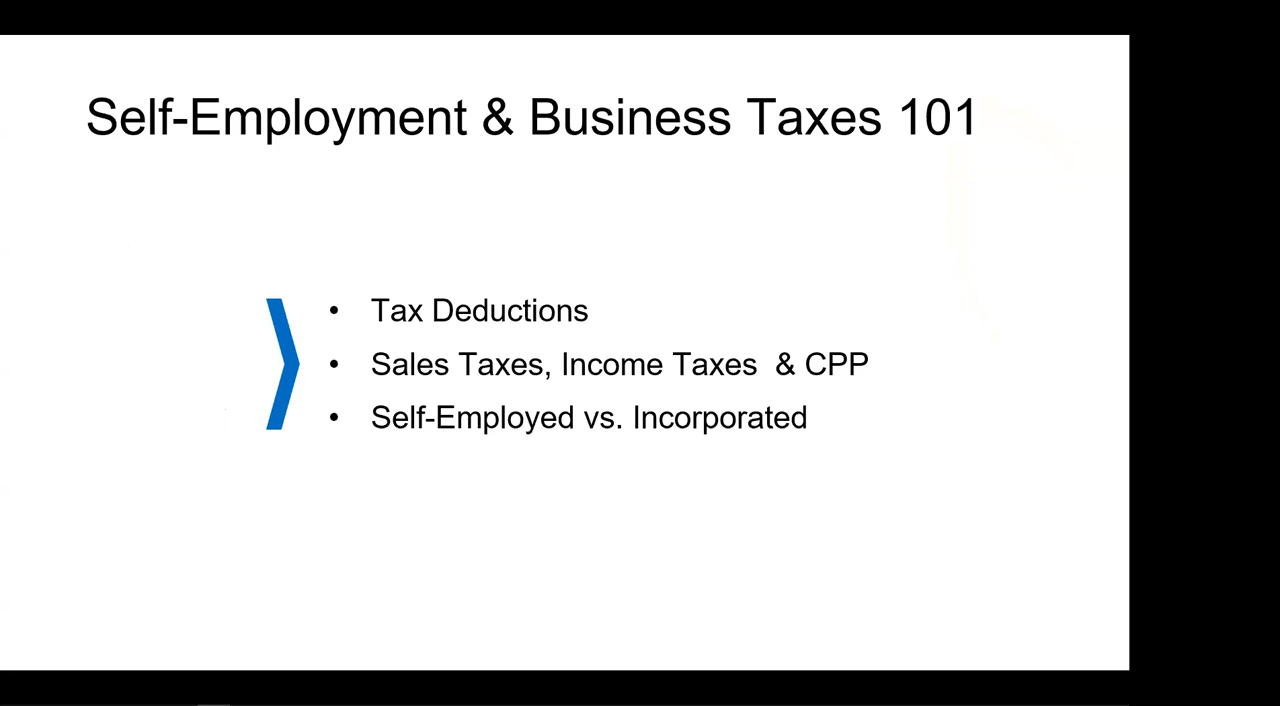 Self-Employment & Business Taxes 101
• Tax Deductions
• Sales Taxes, Income Taxes  & CPP
• Self-Employed vs. Incorporated